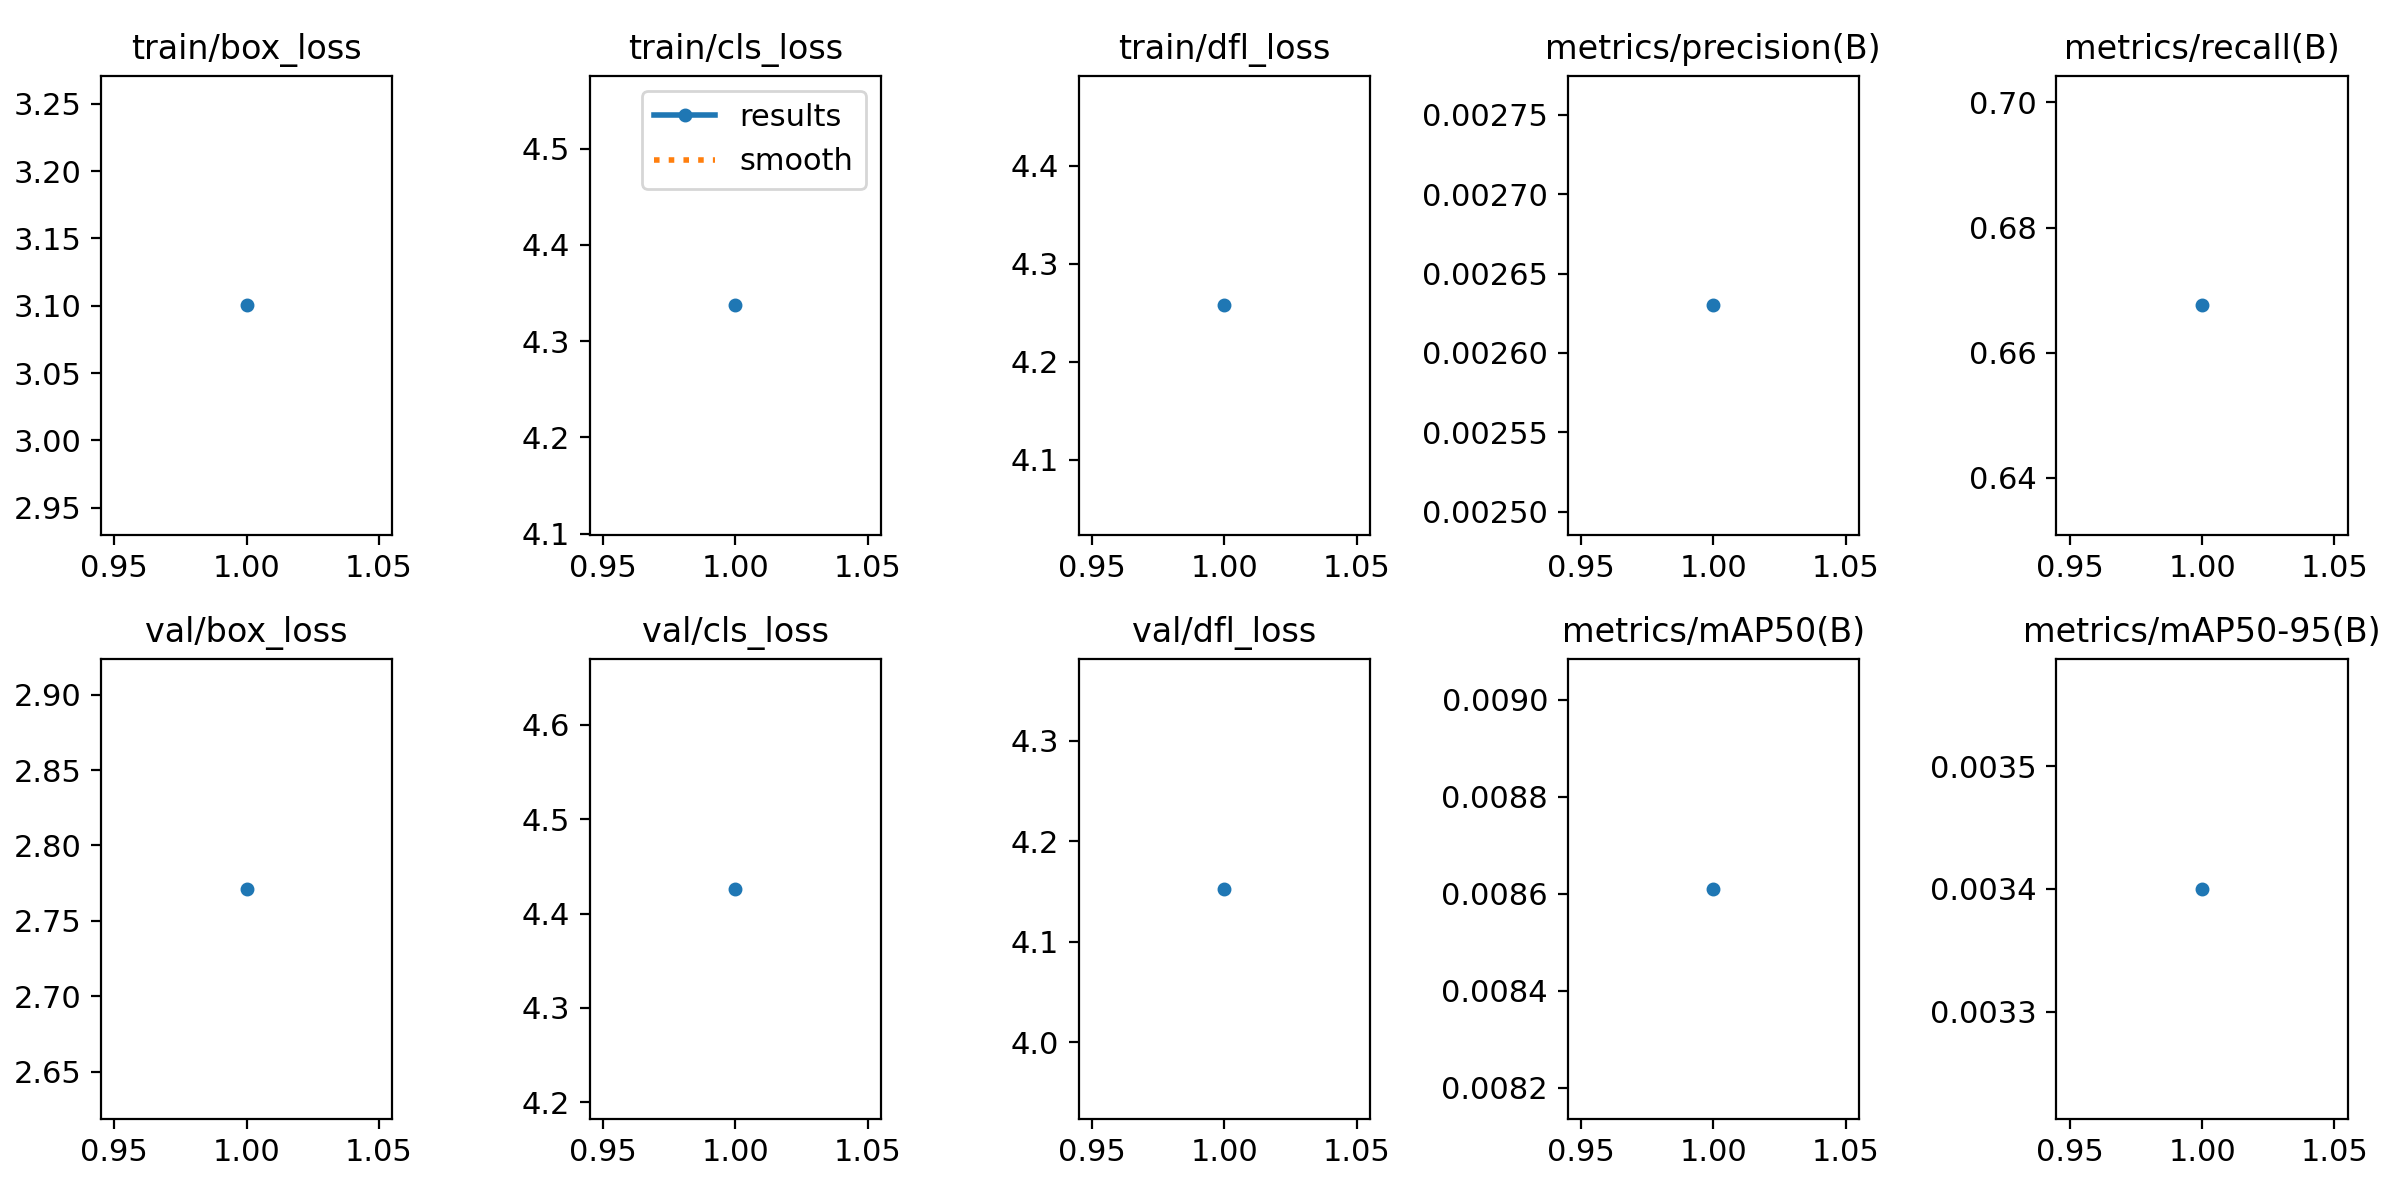 train/box_loss
3.25
3.20
3.15
3.10
3.05
3.00
2.95
0.95 1.00 1.05
train/cls_loss
results
smooth
4.5
4.4
4.3
4.2
4.1
0.95 1.00 1.05
train/dfl_loss
4.4
4.3
4.2
4.1
0.95 1.00 1.05
metrics/precision(B)
0.00275
0.00270
0.00265
0.00260
0.00255
0.00250
0.95 1.00 1.05
metrics/recall(B)
0.70
0.68
0.66
0.64
0.95 1.00 1.05
val/box_loss
2.90
2.85
2.80
2.75
2.70
2.65
0.95 1.00 1.05
val/cls_loss
4.6
4.5
4.4
4.3
4.2
0.95 1.00 1.05
val/dfl_loss
4.3
4.2
4.1
4.0
0.95 1.00 1.05
metrics/mAP50(B)
0.0090
0.0088
0.0086
0.0084
0.0082
0.95 1.00 1.05
metrics/mAP50-95(B)
0.0035
0.0034
0.0033
0.95 1.00 1.05